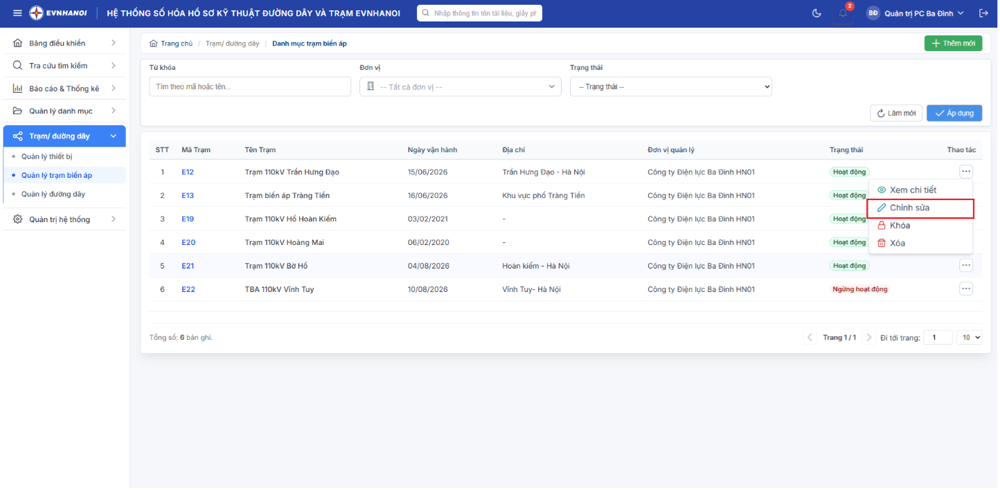 EVNHANOI
HỆ THỐNG SỐ HÓA HỒ SƠ KỸ THUẬT ĐƯỜNG DÂY VÀ TRẠM EVNHANOI
Nhập thông tin tên tài liệu, giấy ph
2
BĐ
Quản trị PC Ba Đình
Bảng điều khiển
Tra cứu tìm kiếm
Báo cáo & Thống kê
Quản lý danh mục
Trạm/ đường dây
Quản lý thiết bị
Quản lý trạm biến áp
Quản lý đường dây
Quản trị hệ thống
Trang chủ / Trạm/ đường dây / Danh mục trạm biến áp
Thêm mới
Từ khóa
Tìm theo mã hoặc tên...
Đơn vị
-- Tất cả đơn vị --
Trạng thái
-- Trạng thái --
Làm mới
Áp dụng
STT Mã Trạm Tên Trạm Ngày vận hành Địa chỉ Đơn vị quản lý Trạng thái Thao tác
1 E12 Trạm 110kV Trần Hưng Đạo 15/06/2026 Trần Hưng Đạo - Hà Nội Công ty Điện lực Ba Đình HN01 Hoạt động
2 E13 Trạm biến áp Tràng Tiền 16/06/2026 Khu vực phố Tràng Tiền Công ty Điện lực Ba Đình HN01 Hoạt động
3 E19 Trạm 110kV Hồ Hoàn Kiếm 03/02/2021 - Công ty Điện lực Ba Đình HN01 Hoạt động
4 E20 Trạm 110kV Hoàng Mai 06/02/2020 - Công ty Điện lực Ba Đình HN01 Hoạt động
5 E21 Trạm 110kV Bờ Hồ 04/08/2026 Hoàn kiếm - Hà Nội Công ty Điện lực Ba Đình HN01 Hoạt động
6 E22 TBA 110kV Vĩnh Tuy 10/08/2026 Vĩnh Tuy- Hà Nội Công ty Điện lực Ba Đình HN01 Ngừng hoạt động
Xem chi tiết
Chỉnh sửa
Khóa
Xóa
Tổng số: 6 bản ghi.
Trang 1 / 1
Đi tới trang: 1
10